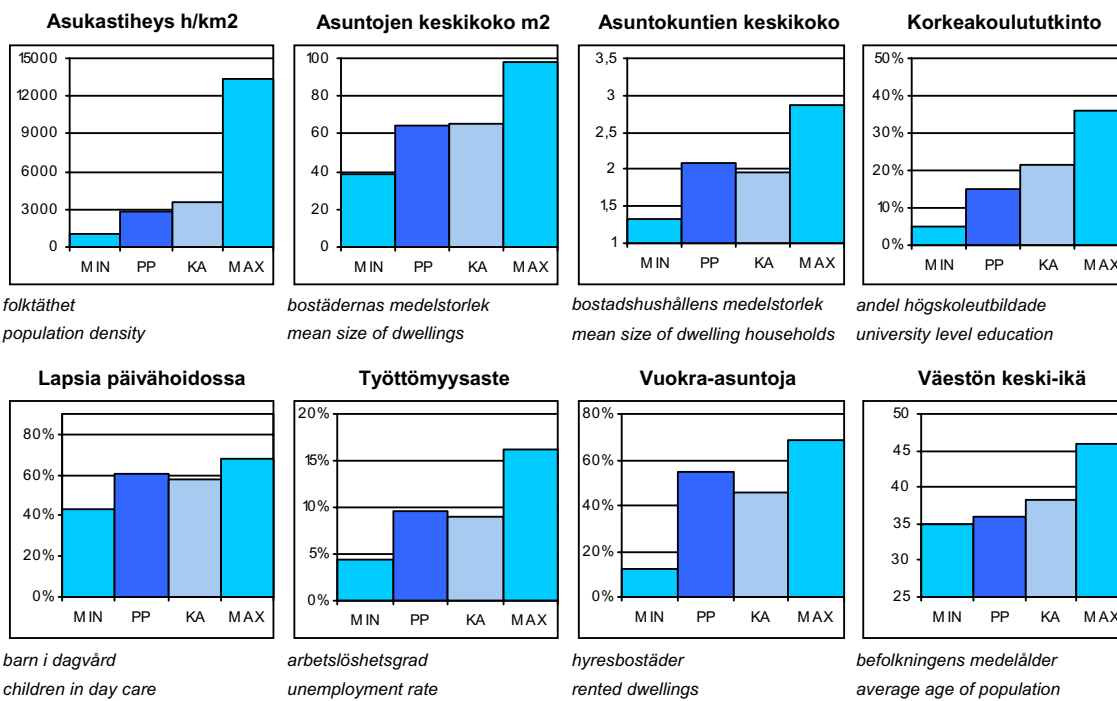 Asukastiheys h/km2
15000
12000
9000
6000
3000
0
MIN PP KA MAX
folktäthet
population density
Asuntojen keskikoko m2
100
80
60
40
20
0
MIN PP KA MAX
bostädernas medelstorlek
mean size of dwellings
Asuntokuntien keskikoko
3,5
3
2,5
2
1,5
1
MIN PP KA MAX
bostadshushållens medelstorlek
mean size of dwelling households
Korkeakoulututkinto
50%
40%
30%
20%
10%
0%
MIN PP KA MAX
andel högskoleutbildade
university level education
Lapsia päivähoidossa
80%
60%
40%
20%
0%
MIN PP KA MAX
barn i dagvård
children in day care
Työttömyysaste
20%
15%
10%
5%
0%
MIN PP KA MAX
arbetslöshetsgrad
unemployment rate
Vuokra-asuntoja
80%
60%
40%
20%
0%
MIN PP KA MAX
hyresbostäder
rented dwellings
Väestön keski-ikä
50
45
40
35
30
25
MIN PP KA MAX
befolkningens medelålder
average age of population